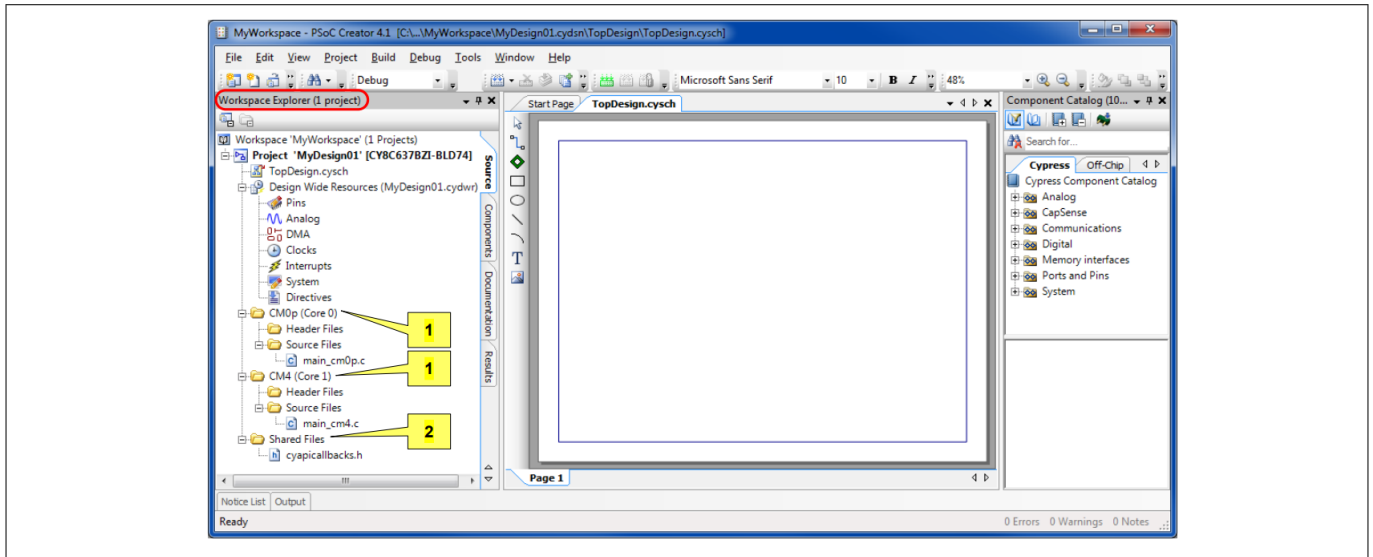 MyWorkspace - PSoC Creator 4.1 [C:\...\MyWorkspace\MyDesign01.cydsn\TopDesign\TopDesign.cysch]
File Edit View Project Build Debug Tools Window Help
Debug Microsoft Sans Serif 10 B I 48%
Workspace Explorer (1 project)
Workspace 'MyWorkspace' (1 Projects)
Project 'MyDesign01' [CY8C637BZI-BLD74]
TopDesign.cysch
Design Wide Resources (MyDesign01.cydwr)
Pins
Analog
DMA
Clocks
Interrupts
System
Directives
CM0p (Core 0)
Header Files
Source Files
main_cm0p.c
CM4 (Core 1)
Header Files
Source Files
main_cm4.c
Shared Files
cyapicallbacks.h
1
1
2
Source
Components
Documentation
Results
Start Page TopDesign.cysch
T
Page 1
Component Catalog (10...
Search for...
Cypress Off-Chip
Cypress Component Catalog
Analog
CapSense
Communications
Digital
Memory interfaces
Ports and Pins
System
Notice List Output
Ready 0 Errors 0 Warnings 0 Notes